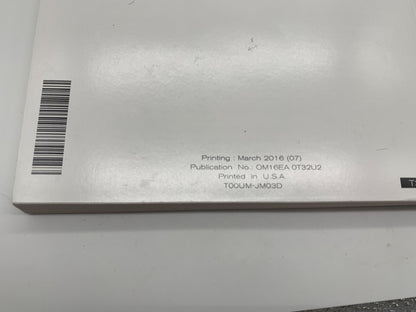 Printing : March 2016 (07)
Publication No. : OM16EA 0T32U2
Printed in U.S.A.
T00UM-JM03D